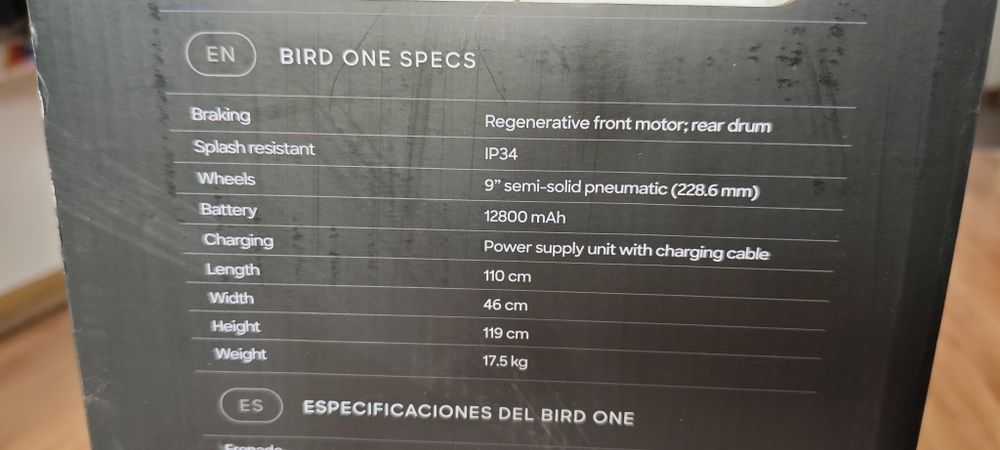 EN BIRD ONE SPECS
Braking Regenerative front motor; rear drum
Splash resistant IP34
Wheels 9” semi-solid pneumatic (228.6 mm)
Battery 12800 mAh
Charging Power supply unit with charging cable
Length 110 cm
Width 46 cm
Height 119 cm
Weight 17.5 kg
ES ESPECIFICACIONES DEL BIRD ONE
Frenado